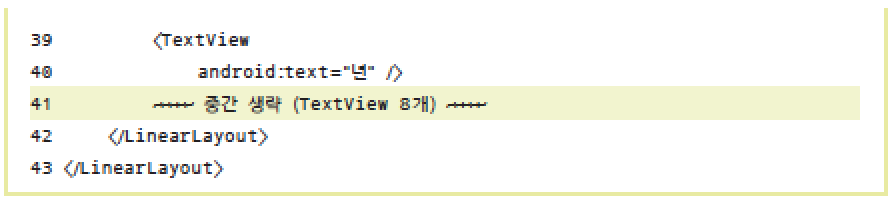 39 <TextView
40 android:text="년" />
41 ~~~~ 중간 생략 (TextView 8개) ~~~~
42 </LinearLayout>
43 </LinearLayout>